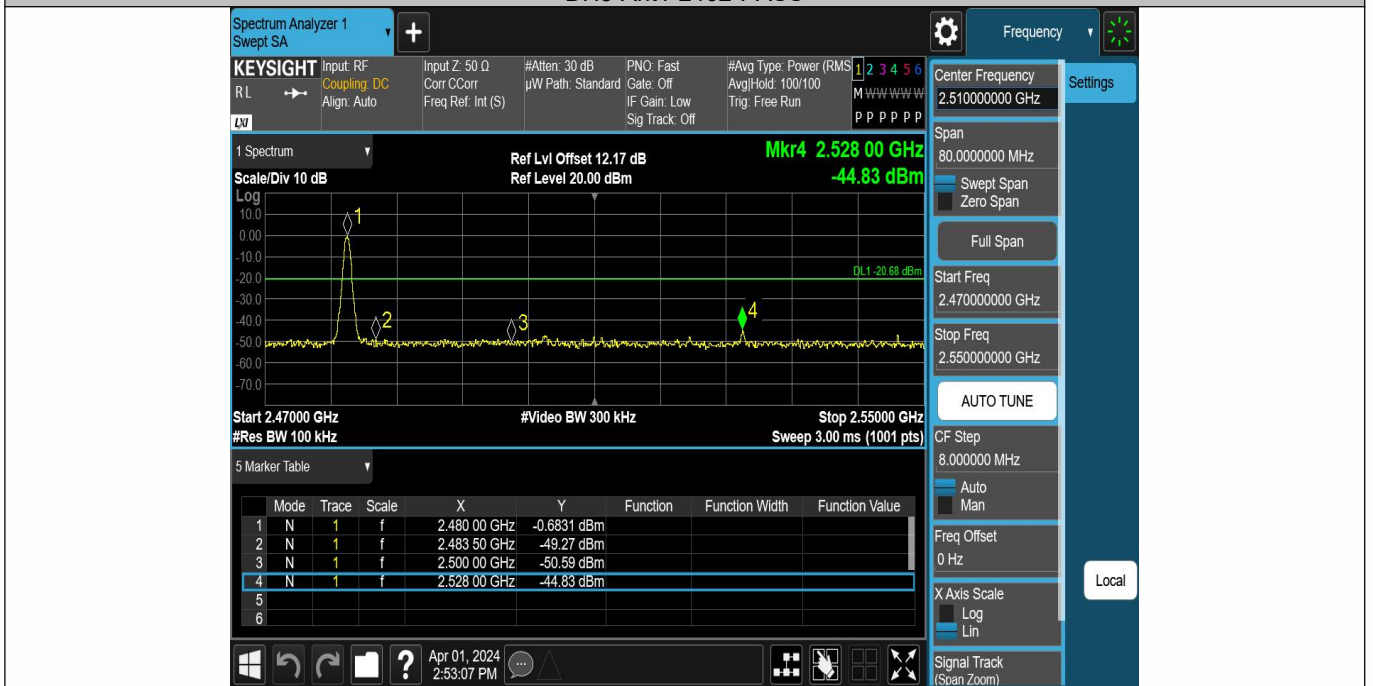 Spectrum Analyzer 1
Swept SA
Frequency
KEYSIGHT
RL
LXI
Input: RF
Coupling: DC
Align: Auto
Input Z: 50 Ω
Corr CCorr
Freq Ref: Int (S)
#Atten: 30 dB
µW Path: Standard
PNO: Fast
Gate: Off
IF Gain: Low
Sig Track: Off
#Avg Type: Power (RMS
Avg|Hold: 100/100
Trig: Free Run
1 2 3 4 5 6
M W W W W W
P P P P P P
1 Spectrum
Scale/Div 10 dB
Ref Lvl Offset 12.17 dB
Ref Level 20.00 dBm
Mkr4 2.528 00 GHz
-44.83 dBm
Log
10.0
0.00
-10.0
-20.0
-30.0
-40.0
-50.0
-60.0
-70.0
1
2
3
4
DL1 -20.68 dBm
Start 2.47000 GHz
#Video BW 300 kHz
Stop 2.55000 GHz
#Res BW 100 kHz
Sweep 3.00 ms (1001 pts)
5 Marker Table
Mode Trace Scale X Y Function Function Width Function Value
1 N 1 f 2.480 00 GHz -0.6831 dBm
2 N 1 f 2.483 50 GHz -49.27 dBm
3 N 1 f 2.500 00 GHz -50.59 dBm
4 N 1 f 2.528 00 GHz -44.83 dBm
5
6
Apr 01, 2024
2:53:07 PM
Center Frequency
2.510000000 GHz
Settings
Span
80.0000000 MHz
Swept Span
Zero Span
Full Span
Start Freq
2.470000000 GHz
Stop Freq
2.550000000 GHz
AUTO TUNE
CF Step
8.000000 MHz
Auto
Man
Freq Offset
0 Hz
Local
X Axis Scale
Log
Lin
Signal Track
(Span Zoom)